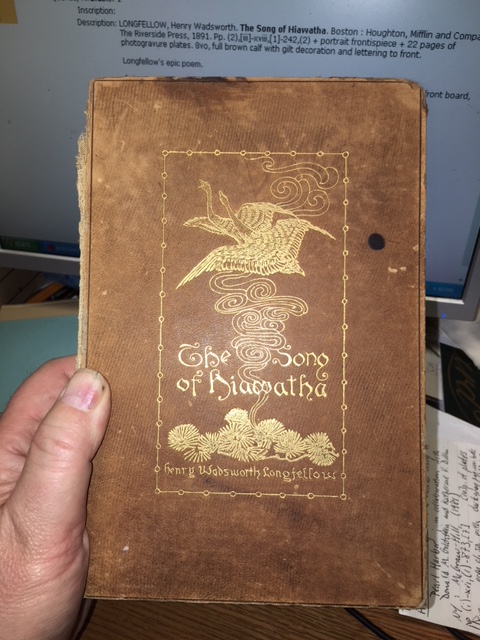 Inscription:
Description: LONGFELLOW, Henry Wadsworth. The Song of Hiawatha. Boston : Houghton, Mifflin and Compa
The Riverside Press, 1891. Pp. (2),[iii]-xviii,[1]-242,(2) + portrait frontispiece + 22 pages of
photogravure plates. 8vo, full brown calf with gilt decoration and lettering to front.
Longfellow's epic poem.
front board,
The Song
of Hiawatha
Henry Wadsworth Longfellow
Pearl Harbor